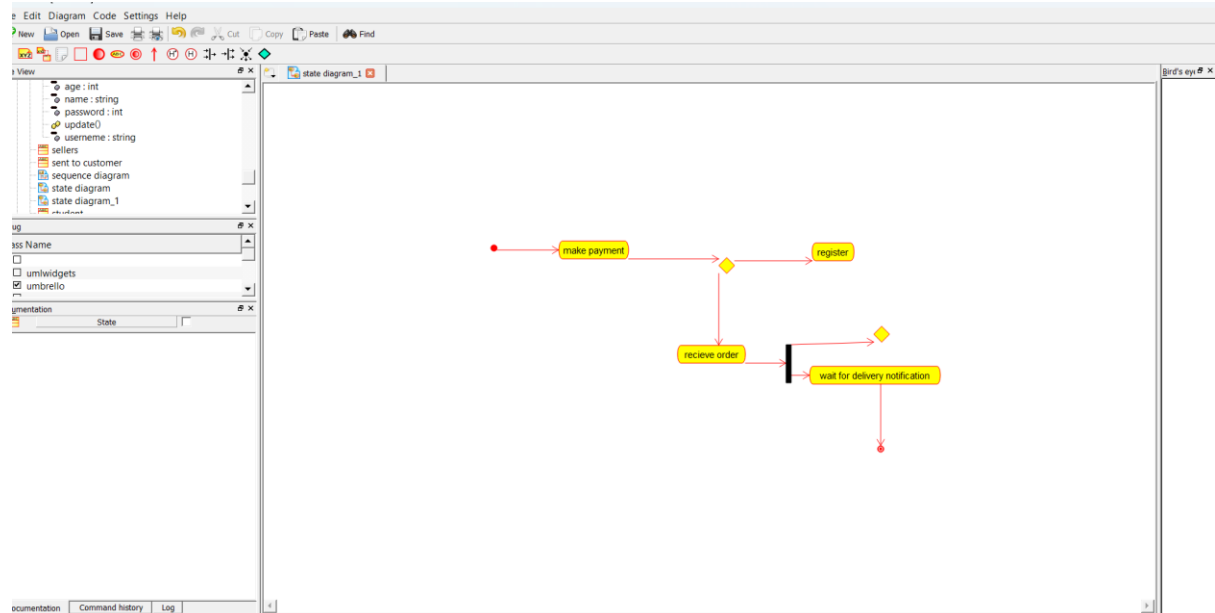 e Edit Diagram Code Settings Help
New Open Save Cut Copy Paste Find
e View
age : int
name : string
password : int
update()
userneme : string
sellers
sent to customer
sequence diagram
state diagram
state diagram_1
student
ug
ass Name
umlwidgets
umbrello
umentation
State
ocumentation Command history Log
state diagram_1
make payment
register
recieve order
wait for delivery notification
Bird's eye